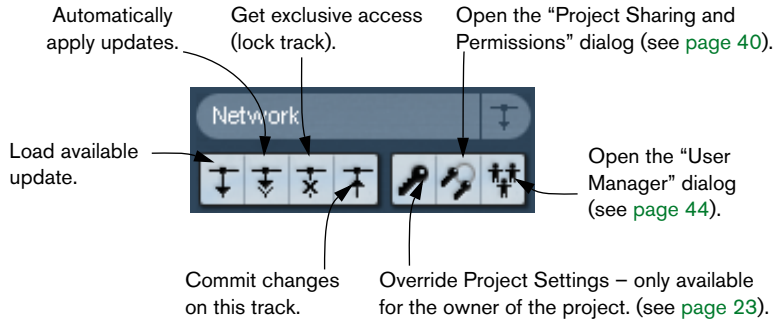 Automatically
apply updates.
Get exclusive access
(lock track).
Open the “Project Sharing and
Permissions” dialog (see page 40).
Network
Load available
update.
Open the “User
Manager” dialog
(see page 44).
Commit changes
on this track.
Override Project Settings – only available
for the owner of the project. (see page 23).